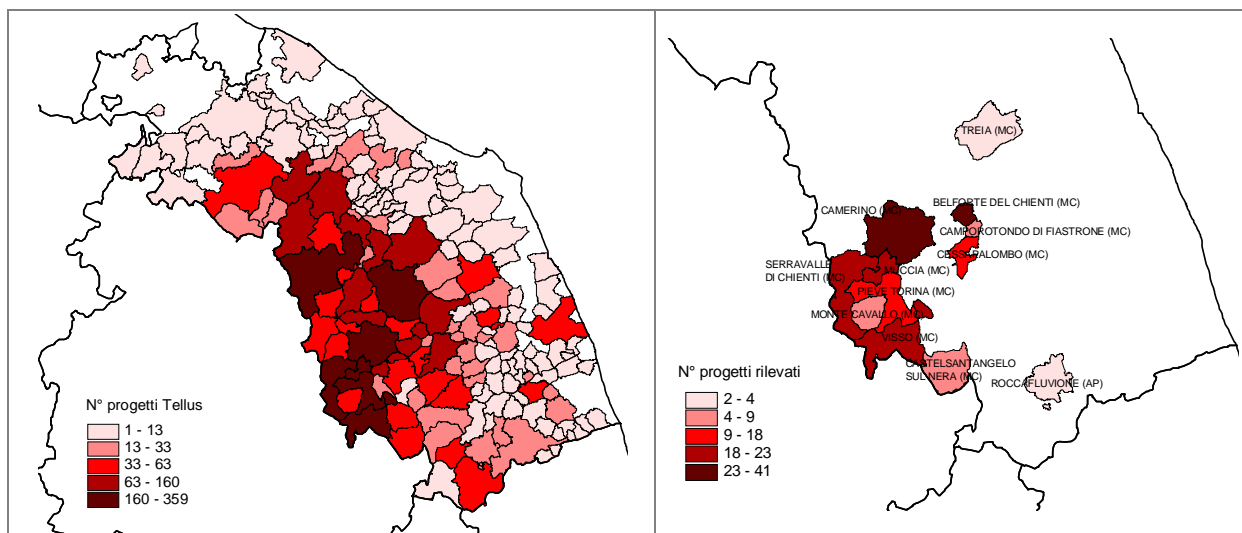 N° progetti Tellus
1 - 13
13 - 33
33 - 63
63 - 160
160 - 359
TREIA (MC)
BELFORTE DEL CHIENTI (MC)
CAMERINO (MC)
CAMPOROTONDO DI FIASTRONE (MC)
CESSAPALOMBO (MC)
SERRAVALLE
DI CHIENTI (MC)
MUCCIA (MC)
PIEVE TORINA (MC)
MONTE CAVALLO (MC)
VISSO (MC)
CASTELSANTANGELO
SUL NERA (MC)
ROCCAFLUVIONE (AP)
N° progetti rilevati
2 - 4
4 - 9
9 - 18
18 - 23
23 - 41